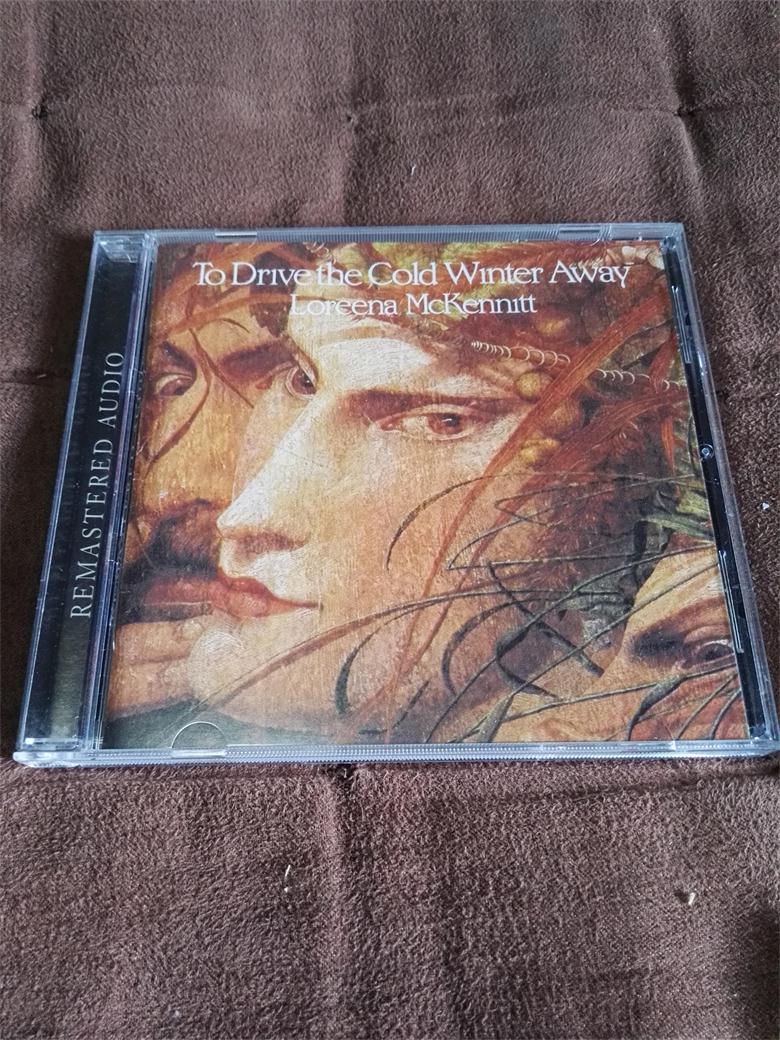 To Drive the Cold Winter Away
Loreena McKennitt
REMASTERED AUDIO